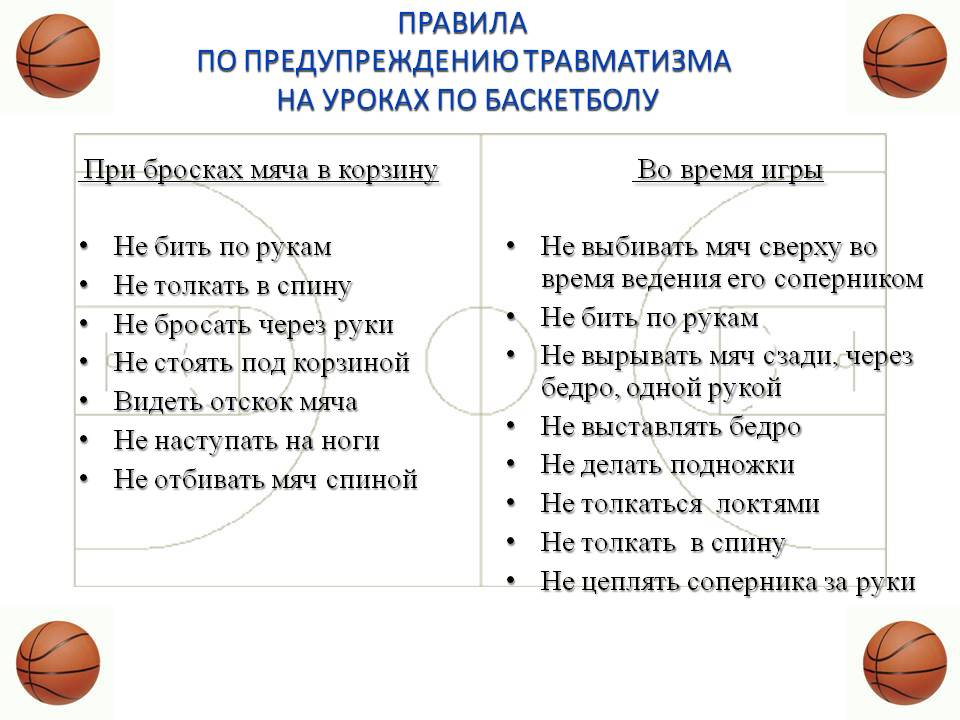 ПРАВИЛА
ПО ПРЕДУПРЕЖДЕНИЮ ТРАВМАТИЗМА
НА УРОКАХ ПО БАСКЕТБОЛУ
При бросках мяча в корзину
• Не бить по рукам
• Не толкать в спину
• Не бросать через руки
• Не стоять под корзиной
• Видеть отскок мяча
• Не наступать на ноги
• Не отбивать мяч спиной
Во время игры
• Не выбивать мяч сверху во
время ведения его соперником
• Не бить по рукам
• Не вырывать мяч сзади, через
бедро, одной рукой
• Не выставлять бедро
• Не делать подножки
• Не толкаться локтями
• Не толкать в спину
• Не цеплять соперника за руки